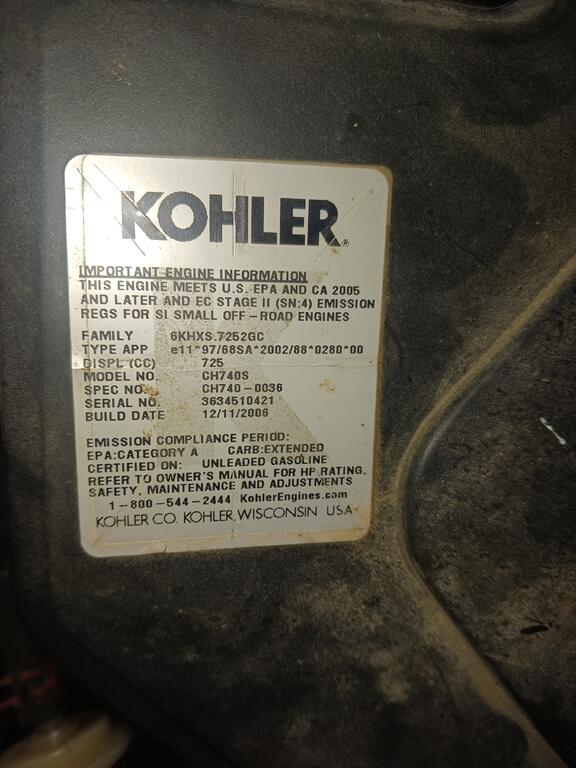 KOHLER®
IMPORTANT ENGINE INFORMATION
THIS ENGINE MEETS U.S. EPA AND CA 2005
AND LATER AND EC STAGE II (SN:4) EMISSION
REGS FOR SI SMALL OFF-ROAD ENGINES
FAMILY 6KHXS.7252GC
TYPE APP e11*97/68SA*2002/88*0280*00
DISPL (CC) 725
MODEL NO. CH740S
SPEC NO. CH740-0036
SERIAL NO. 3634510421
BUILD DATE 12/11/2006
EMISSION COMPLIANCE PERIOD:
EPA:CATEGORY A CARB:EXTENDED
CERTIFIED ON: UNLEADED GASOLINE
REFER TO OWNER'S MANUAL FOR HP RATING,
SAFETY, MAINTENANCE AND ADJUSTMENTS
1-800-544-2444 KohlerEngines.com
KOHLER CO. KOHLER, WISCONSIN USA